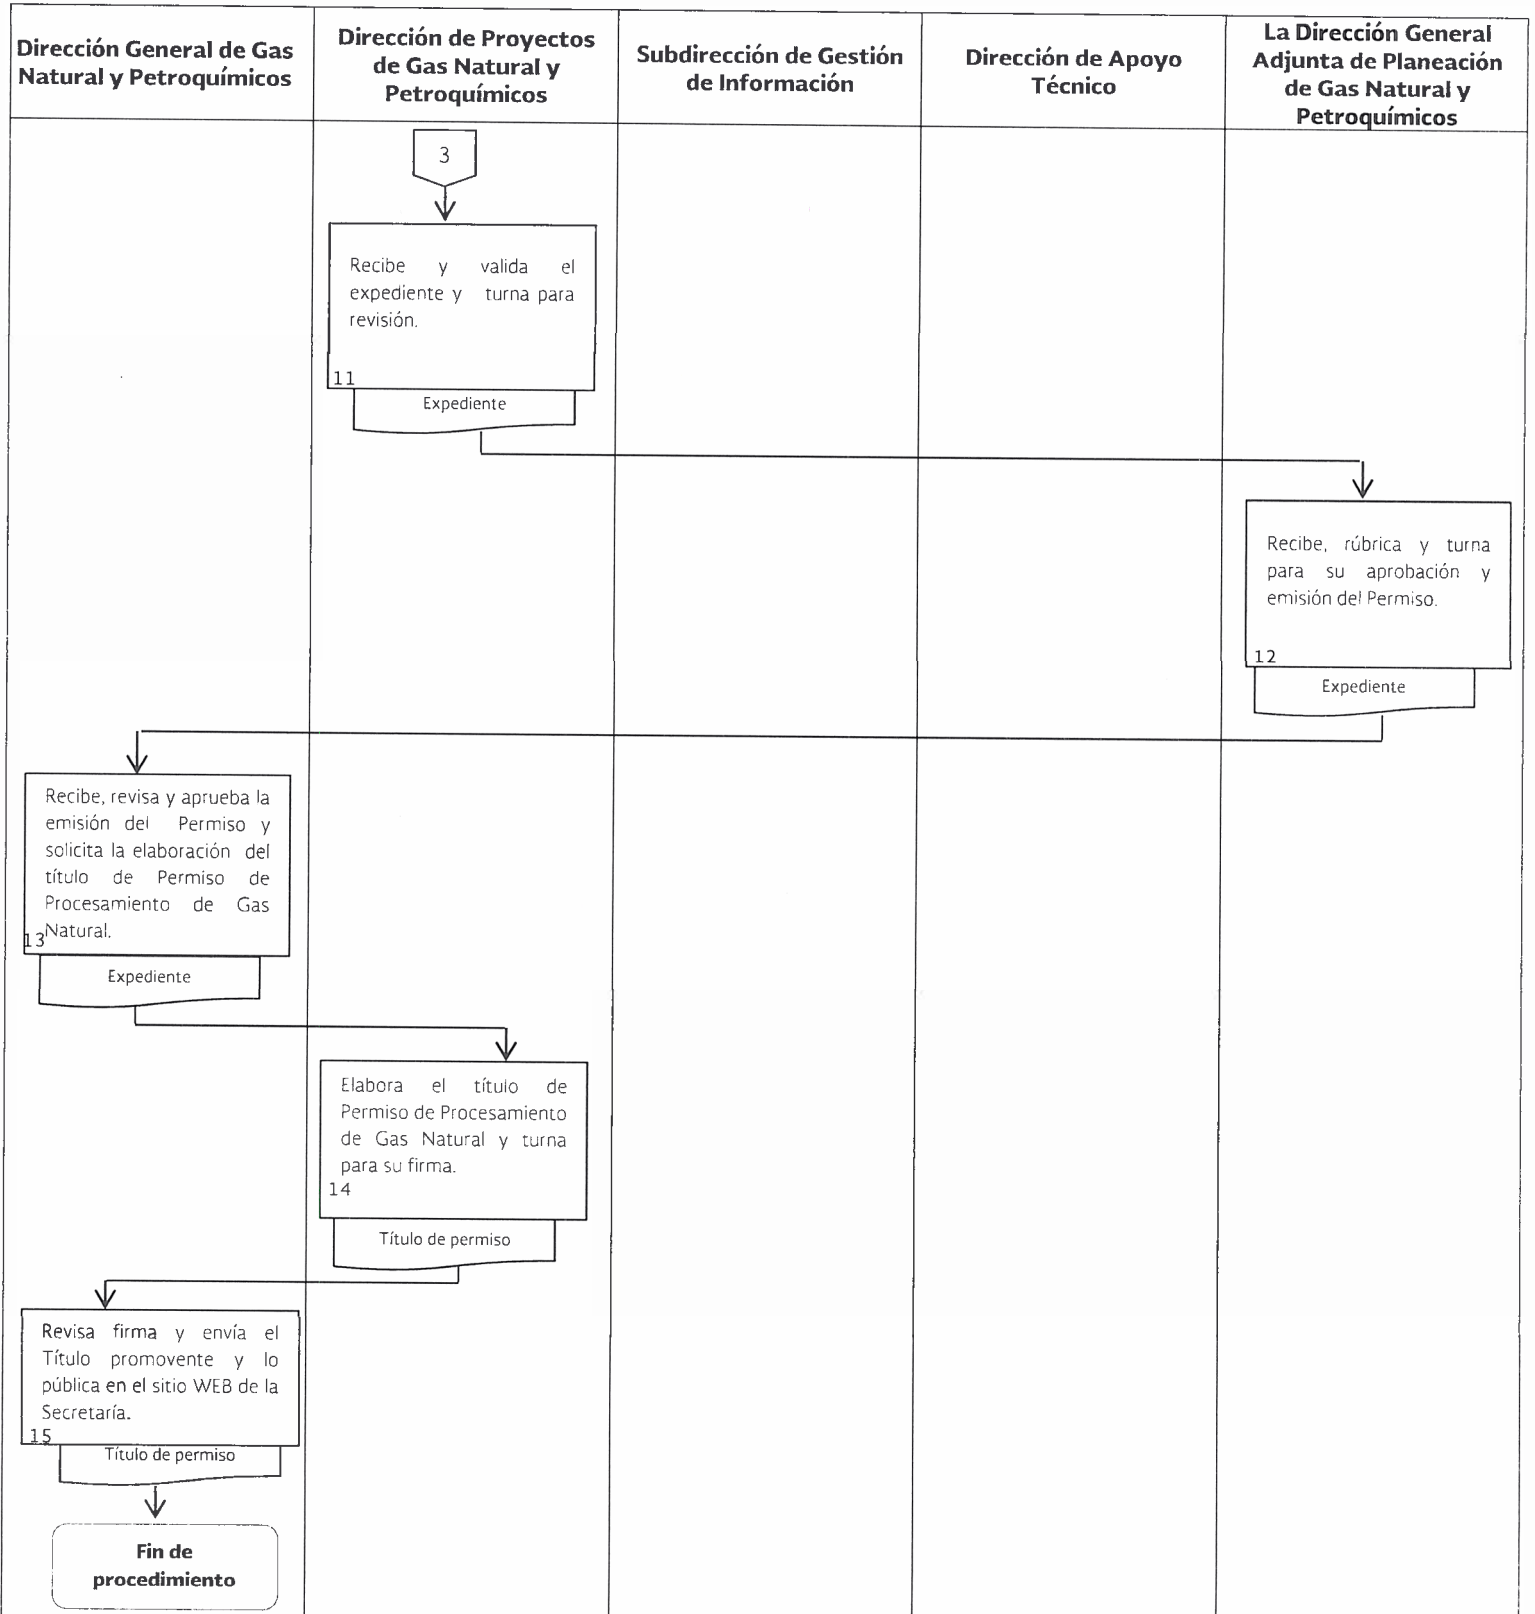 Dirección General de Gas
Natural y Petroquímicos
Dirección de Proyectos
de Gas Natural y
Petroquímicos
Subdirección de Gestión
de Información
Dirección de Apoyo
Técnico
La Dirección General
Adjunta de Planeación
de Gas Natural y
Petroquímicos
3
Recibe y valida el
expediente y turna para
revisión.
11
Expediente
Recibe, rúbrica y turna
para su aprobación y
emisión del Permiso.
12
Expediente
Recibe, revisa y aprueba la
emisión del Permiso y
solicita la elaboración del
título de Permiso de
Procesamiento de Gas
Natural.
13
Expediente
Elabora el título de
Permiso de Procesamiento
de Gas Natural y turna
para su firma.
14
Título de permiso
Revisa firma y envía el
Título promovente y lo
pública en el sitio WEB de la
Secretaría.
15
Título de permiso
Fin de
procedimiento